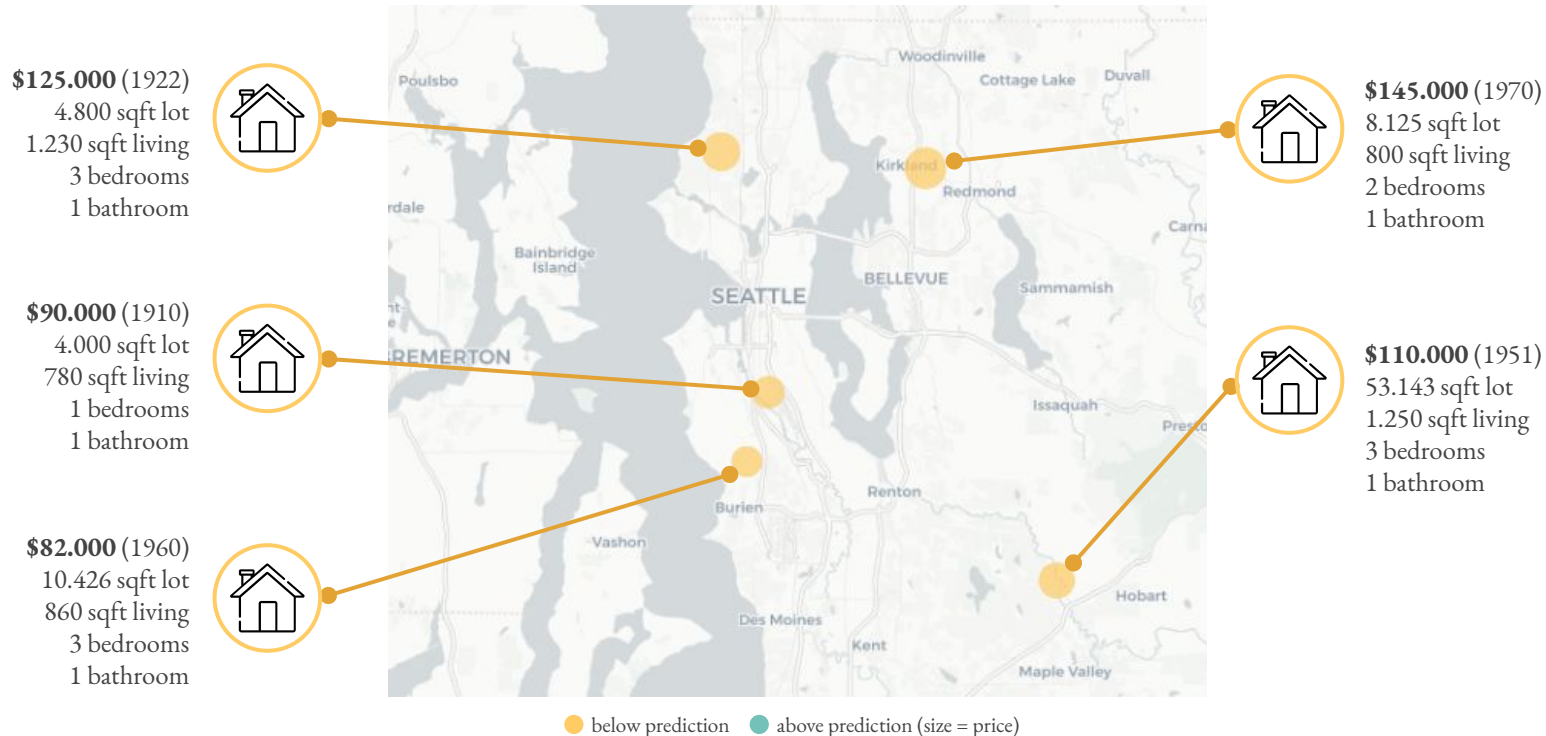 $125.000 (1922)
4.800 sqft lot
1.230 sqft living
3 bedrooms
1 bathroom
$90.000 (1910)
4.000 sqft lot
780 sqft living
1 bedrooms
1 bathroom
$82.000 (1960)
10.426 sqft lot
860 sqft living
3 bedrooms
1 bathroom
Woodinville
Poulsbo
Cottage Lake
Duvall
Kirkland
Redmond
rdale
Carna
Bainbridge
Island
BELLEVUE
SEATTLE
Sammamish
nt-
e
BREMERTON
Issaquah
Presto
Renton
Burien
Vashon
Hobart
Des Moines
Kent
Maple Valley
$145.000 (1970)
8.125 sqft lot
800 sqft living
2 bedrooms
1 bathroom
$110.000 (1951)
53.143 sqft lot
1.250 sqft living
3 bedrooms
1 bathroom
below prediction
above prediction (size = price)